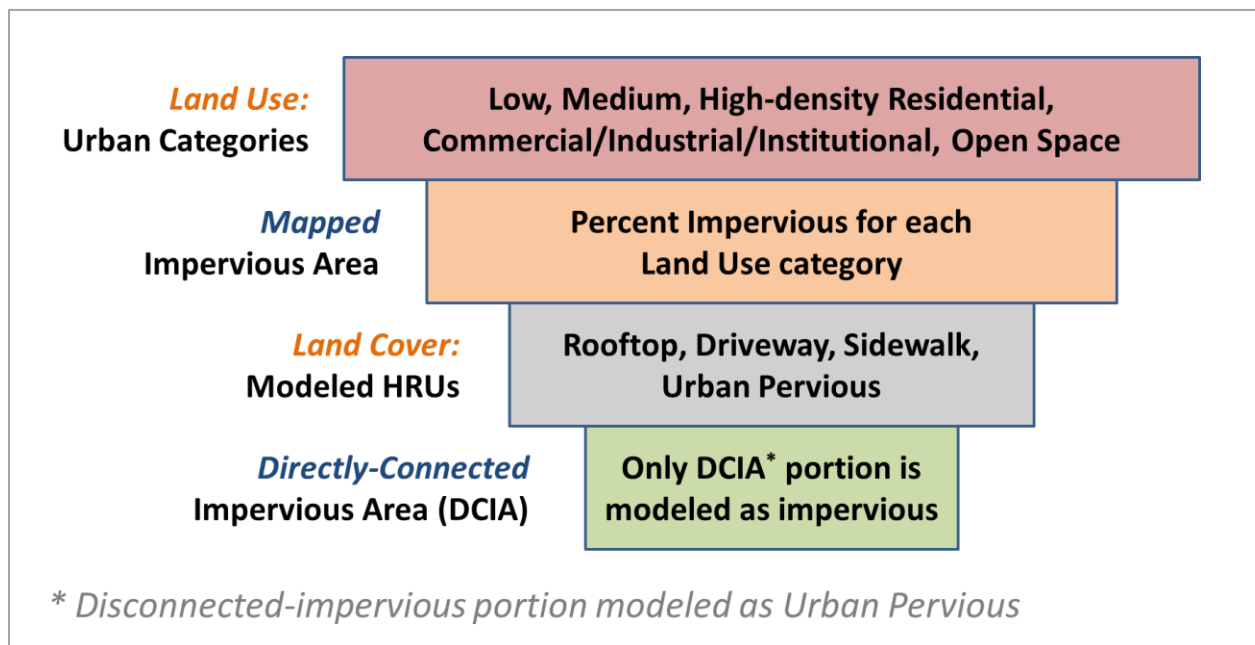 Land Use:
Urban Categories
Low, Medium, High-density Residential,
Commercial/Industrial/Institutional, Open Space
Mapped
Impervious Area
Percent Impervious for each
Land Use category
Land Cover:
Modeled HRUs
Rooftop, Driveway, Sidewalk,
Urban Pervious
Directly-Connected
Impervious Area (DCIA)
Only DCIA* portion is
modeled as impervious
* Disconnected-impervious portion modeled as Urban Pervious